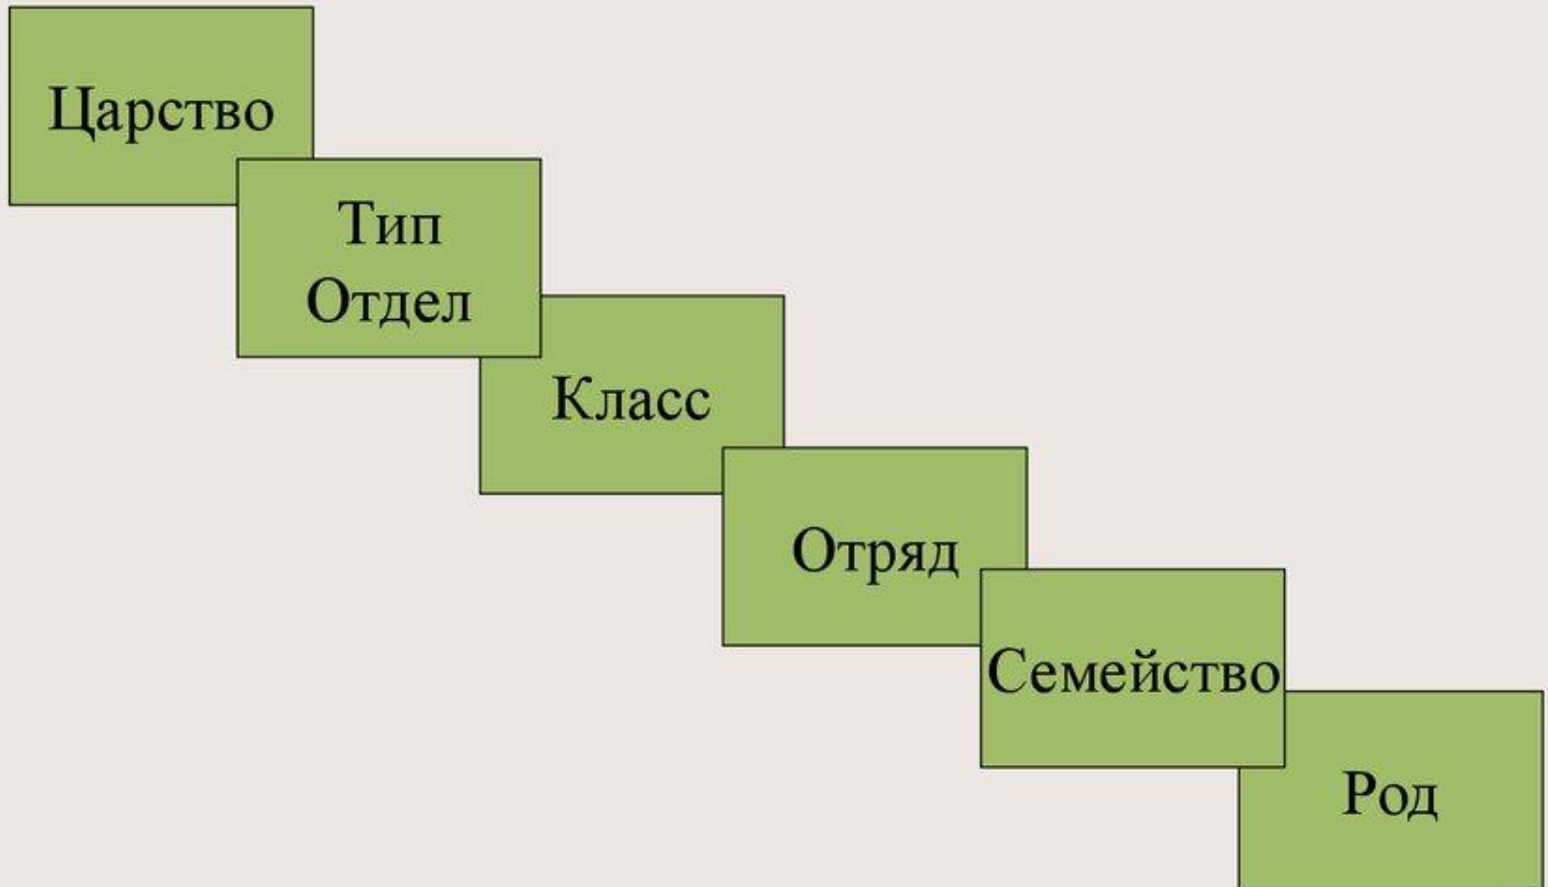 Царство
Тип
Отдел
Класс
Отряд
Семейство
Род